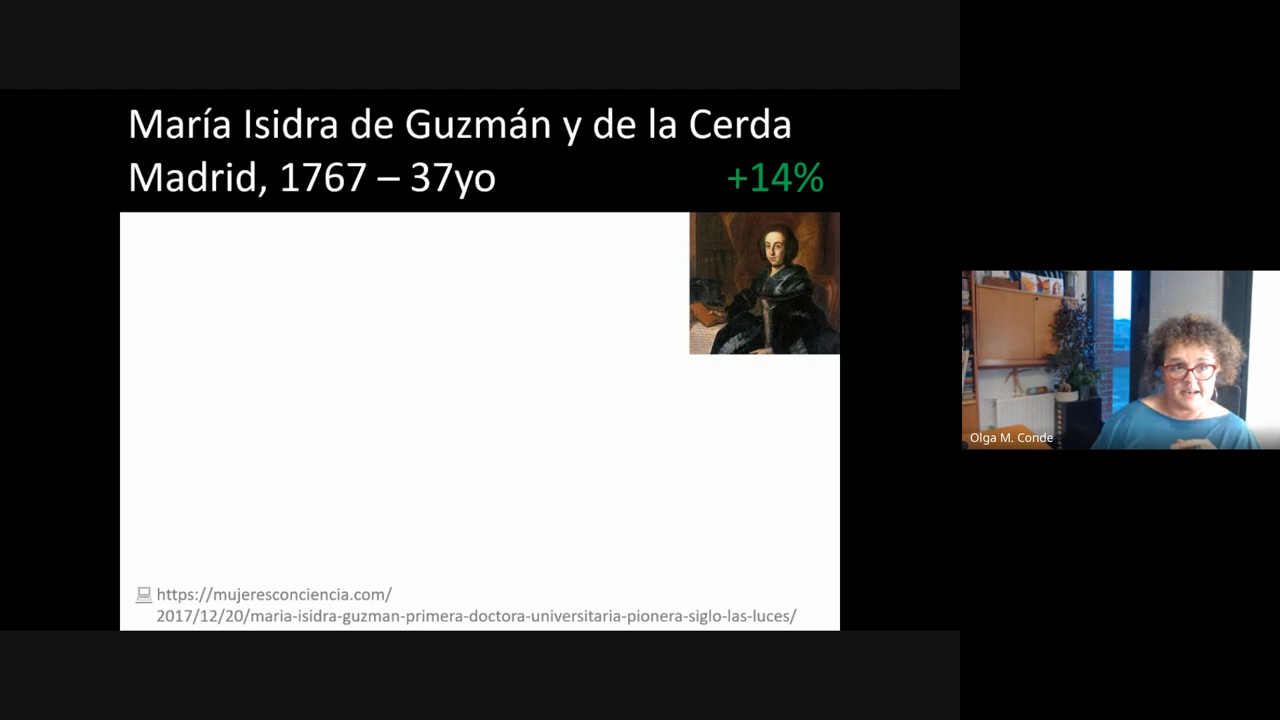 María Isidra de Guzmán y de la Cerda
Madrid, 1767 – 37yo
+14%
https://mujeresconciencia.com/
2017/12/20/maria-isidra-guzman-primera-doctora-universitaria-pionera-siglo-las-luces/
Olga M. Conde